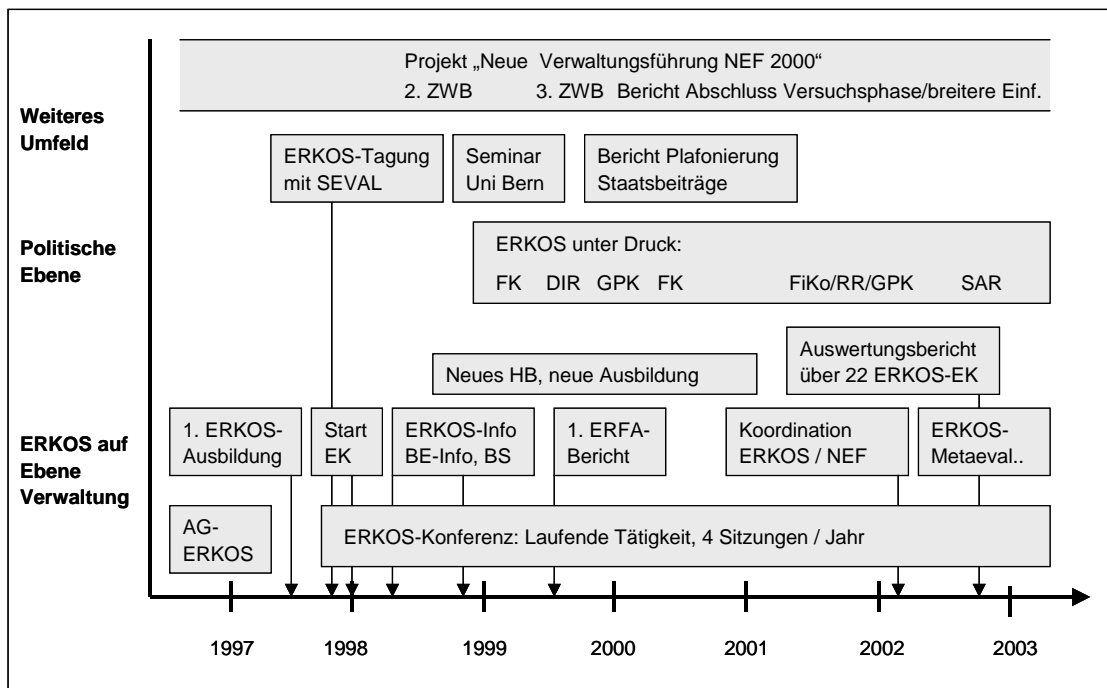 Projekt „Neue Verwaltungsführung NEF 2000“
2. ZWB 3. ZWB Bericht Abschluss Versuchsphase/breitere Einf.
Weiteres
Umfeld
ERKOS-Tagung
mit SEVAL
Seminar
Uni Bern
Bericht Plafonierung
Staatsbeiträge
Politische
Ebene
ERKOS unter Druck:
FK DIR GPK FK FiKo/RR/GPK SAR
Auswertungsbericht
über 22 ERKOS-EK
Neues HB, neue Ausbildung
ERKOS auf
Ebene
Verwaltung
1. ERKOS-
Ausbildung
Start
EK
ERKOS-Info
BE-Info, BS
1. ERFA-
Bericht
Koordination
ERKOS / NEF
ERKOS-
Metaeval..
AG-
ERKOS
ERKOS-Konferenz: Laufende Tätigkeit, 4 Sitzungen / Jahr
1997 1998 1999 2000 2001 2002 2003